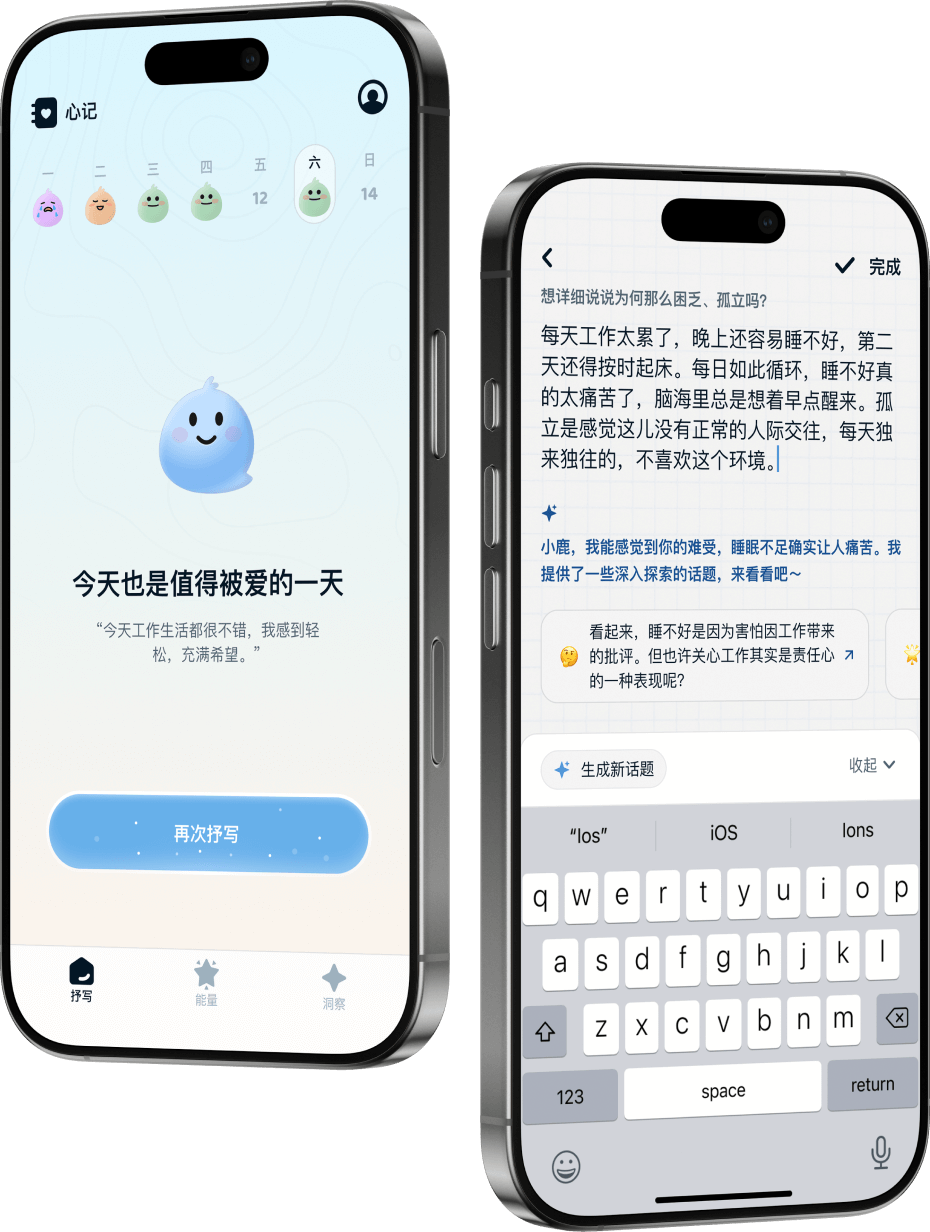 心记
一 二 三 四 五 六 日
12 14
今天也是值得被爱的一天
“今天工作生活都很不错，我感到轻
松，充满希望。”
再次抒写
抒写 能量 洞察
完成
想详细说说为何那么困乏、孤立吗?
每天工作太累了，晚上还容易睡不好，第二
天还得按时起床。每日如此循环，睡不好真
的太痛苦了，脑海里总是想着早点醒来。孤
立是感觉这儿没有正常的人际交往，每天独
来独往的，不喜欢这个环境。
小鹿，我能感觉到你的难受，睡眠不足确实让人痛苦。我
提供了一些深入探索的话题，来看看吧～
看起来，睡不好是因为害怕因工作带来
的批评。但也许关心工作其实是责任心
的一种表现呢?
生成新话题 收起
“Ios” iOS Ions
q w e r t y u i o p
a s d f g h j k l
z x c v b n m
123 space return